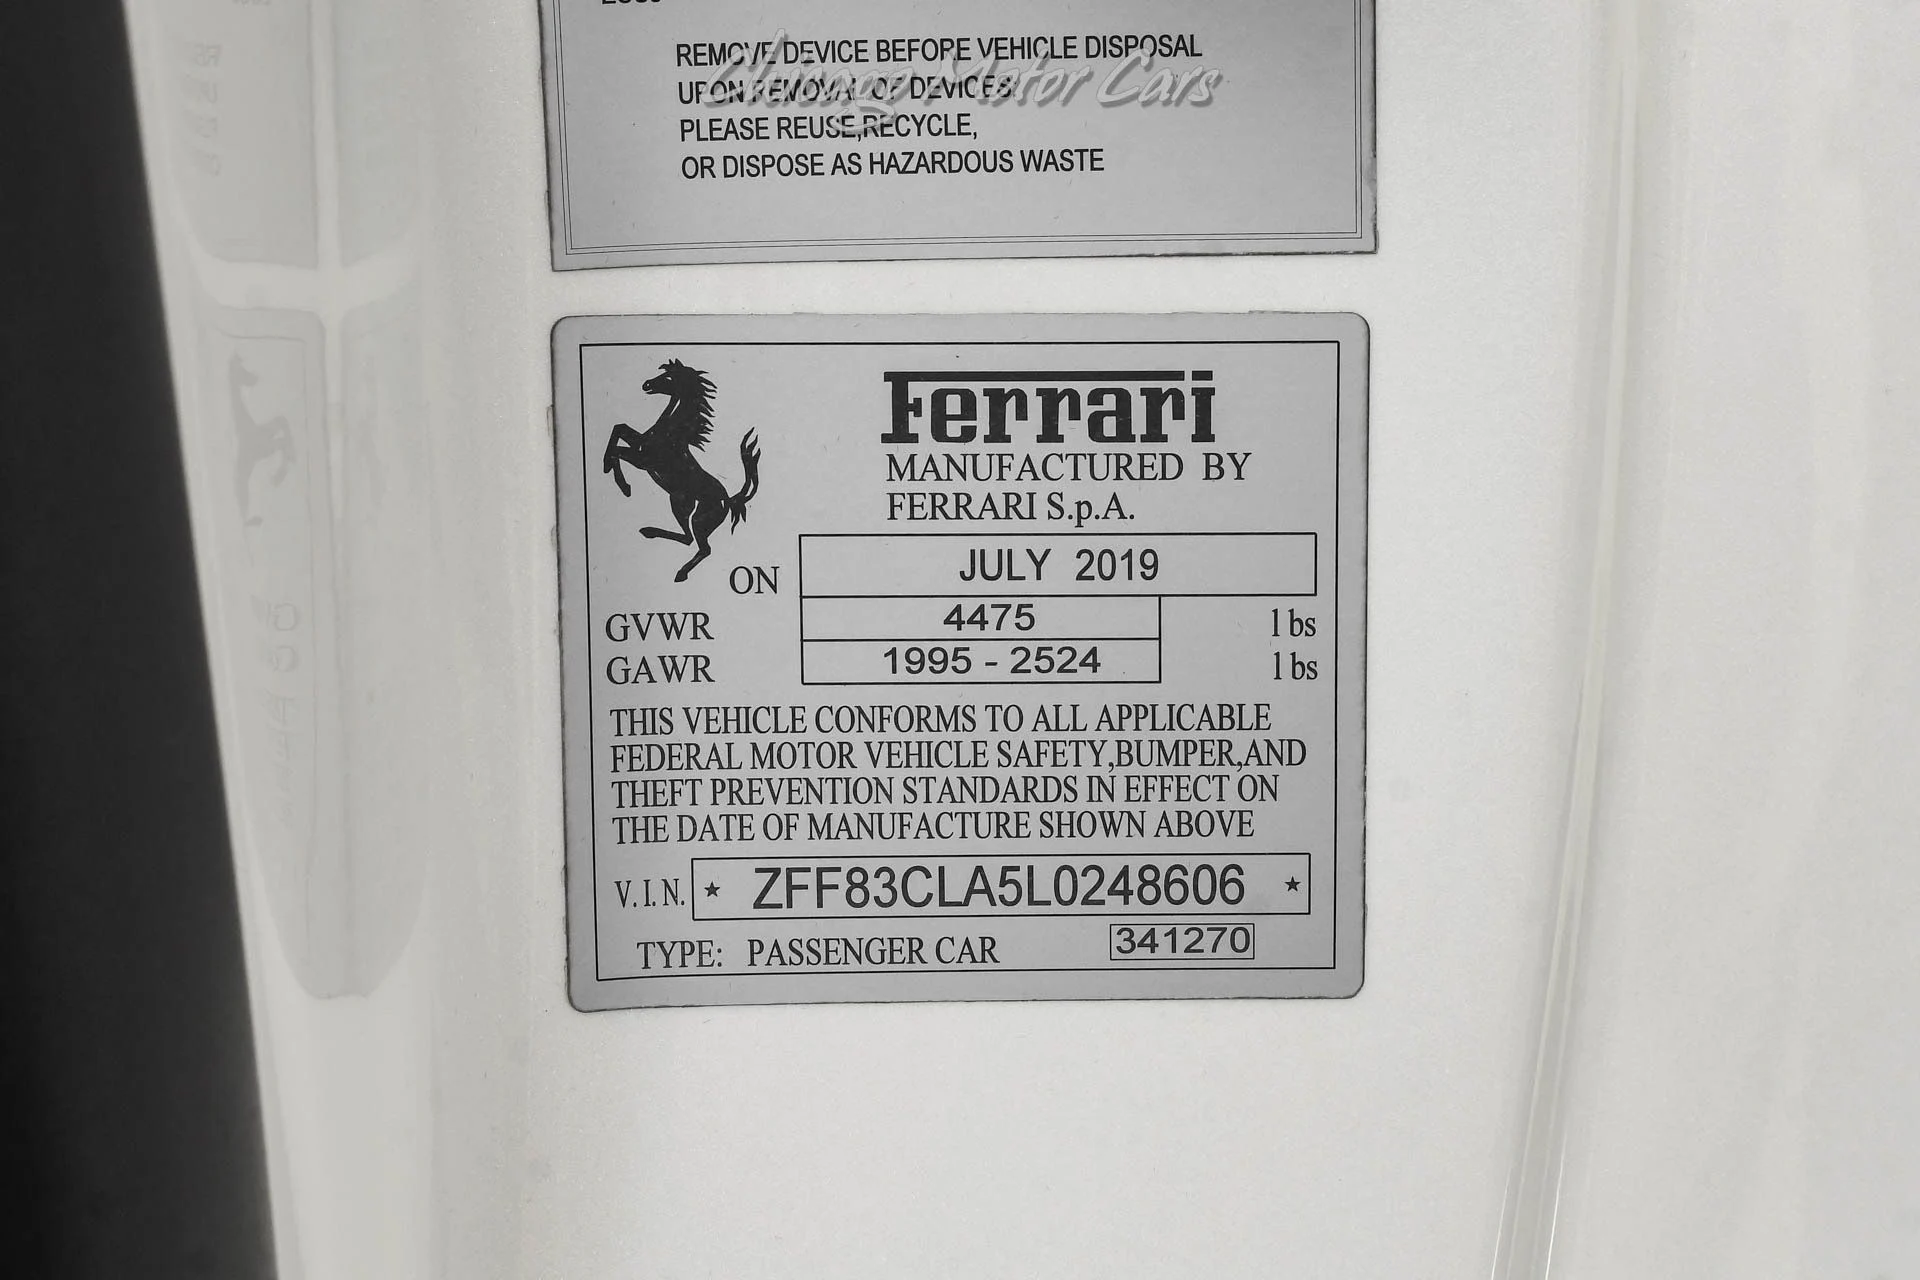 REMOVE DEVICE BEFORE VEHICLE DISPOSAL
UPON REMOVAL OF DEVICES:
PLEASE REUSE,RECYCLE,
OR DISPOSE AS HAZARDOUS WASTE
Chicago Motor Cars
Ferrari
MANUFACTURED BY
FERRARI S.p.A.
ON JULY 2019
GVWR 4475 lbs
GAWR 1995 - 2524 lbs
THIS VEHICLE CONFORMS TO ALL APPLICABLE
FEDERAL MOTOR VEHICLE SAFETY,BUMPER,AND
THEFT PREVENTION STANDARDS IN EFFECT ON
THE DATE OF MANUFACTURE SHOWN ABOVE
V.I.N. ★ ZFF83CLA5L0248606 ★
TYPE: PASSENGER CAR 341270